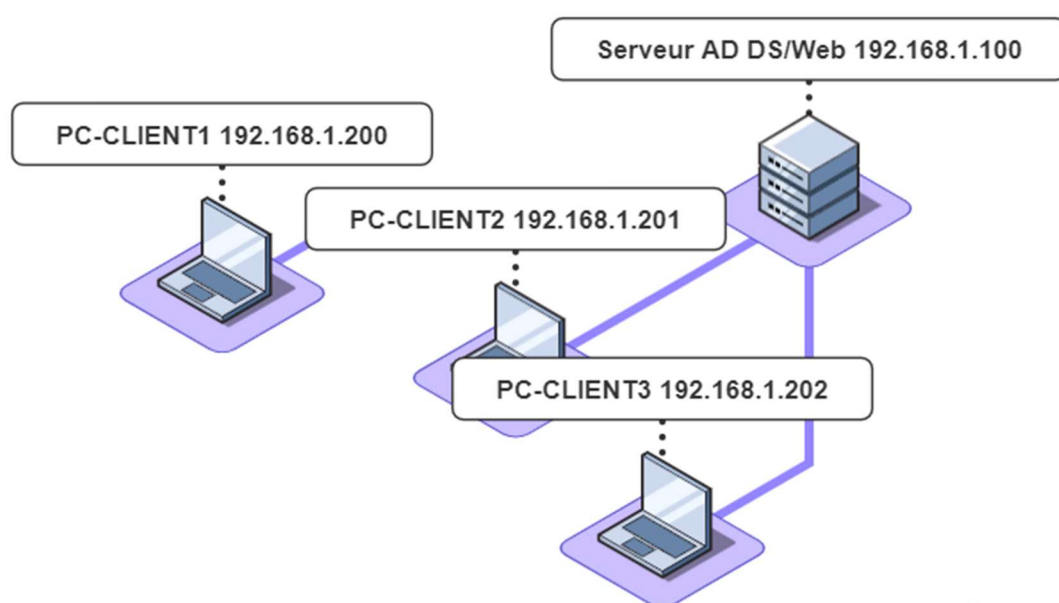 Serveur AD DS/Web 192.168.1.100
PC-CLIENT1 192.168.1.200
PC-CLIENT2 192.168.1.201
PC-CLIENT3 192.168.1.202